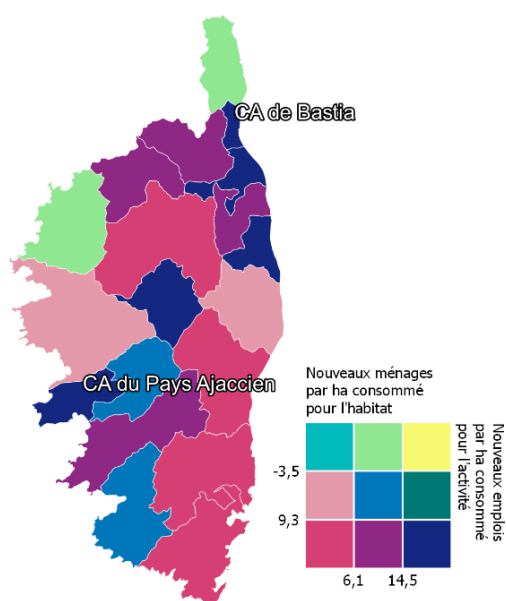 CA de Bastia
CA du Pays Ajaccien
Nouveaux ménages
par ha consommé
pour l'habitat
Nouveaux emplois
par ha consommé
pour l'activité
-3,5
9,3
6,1
14,5